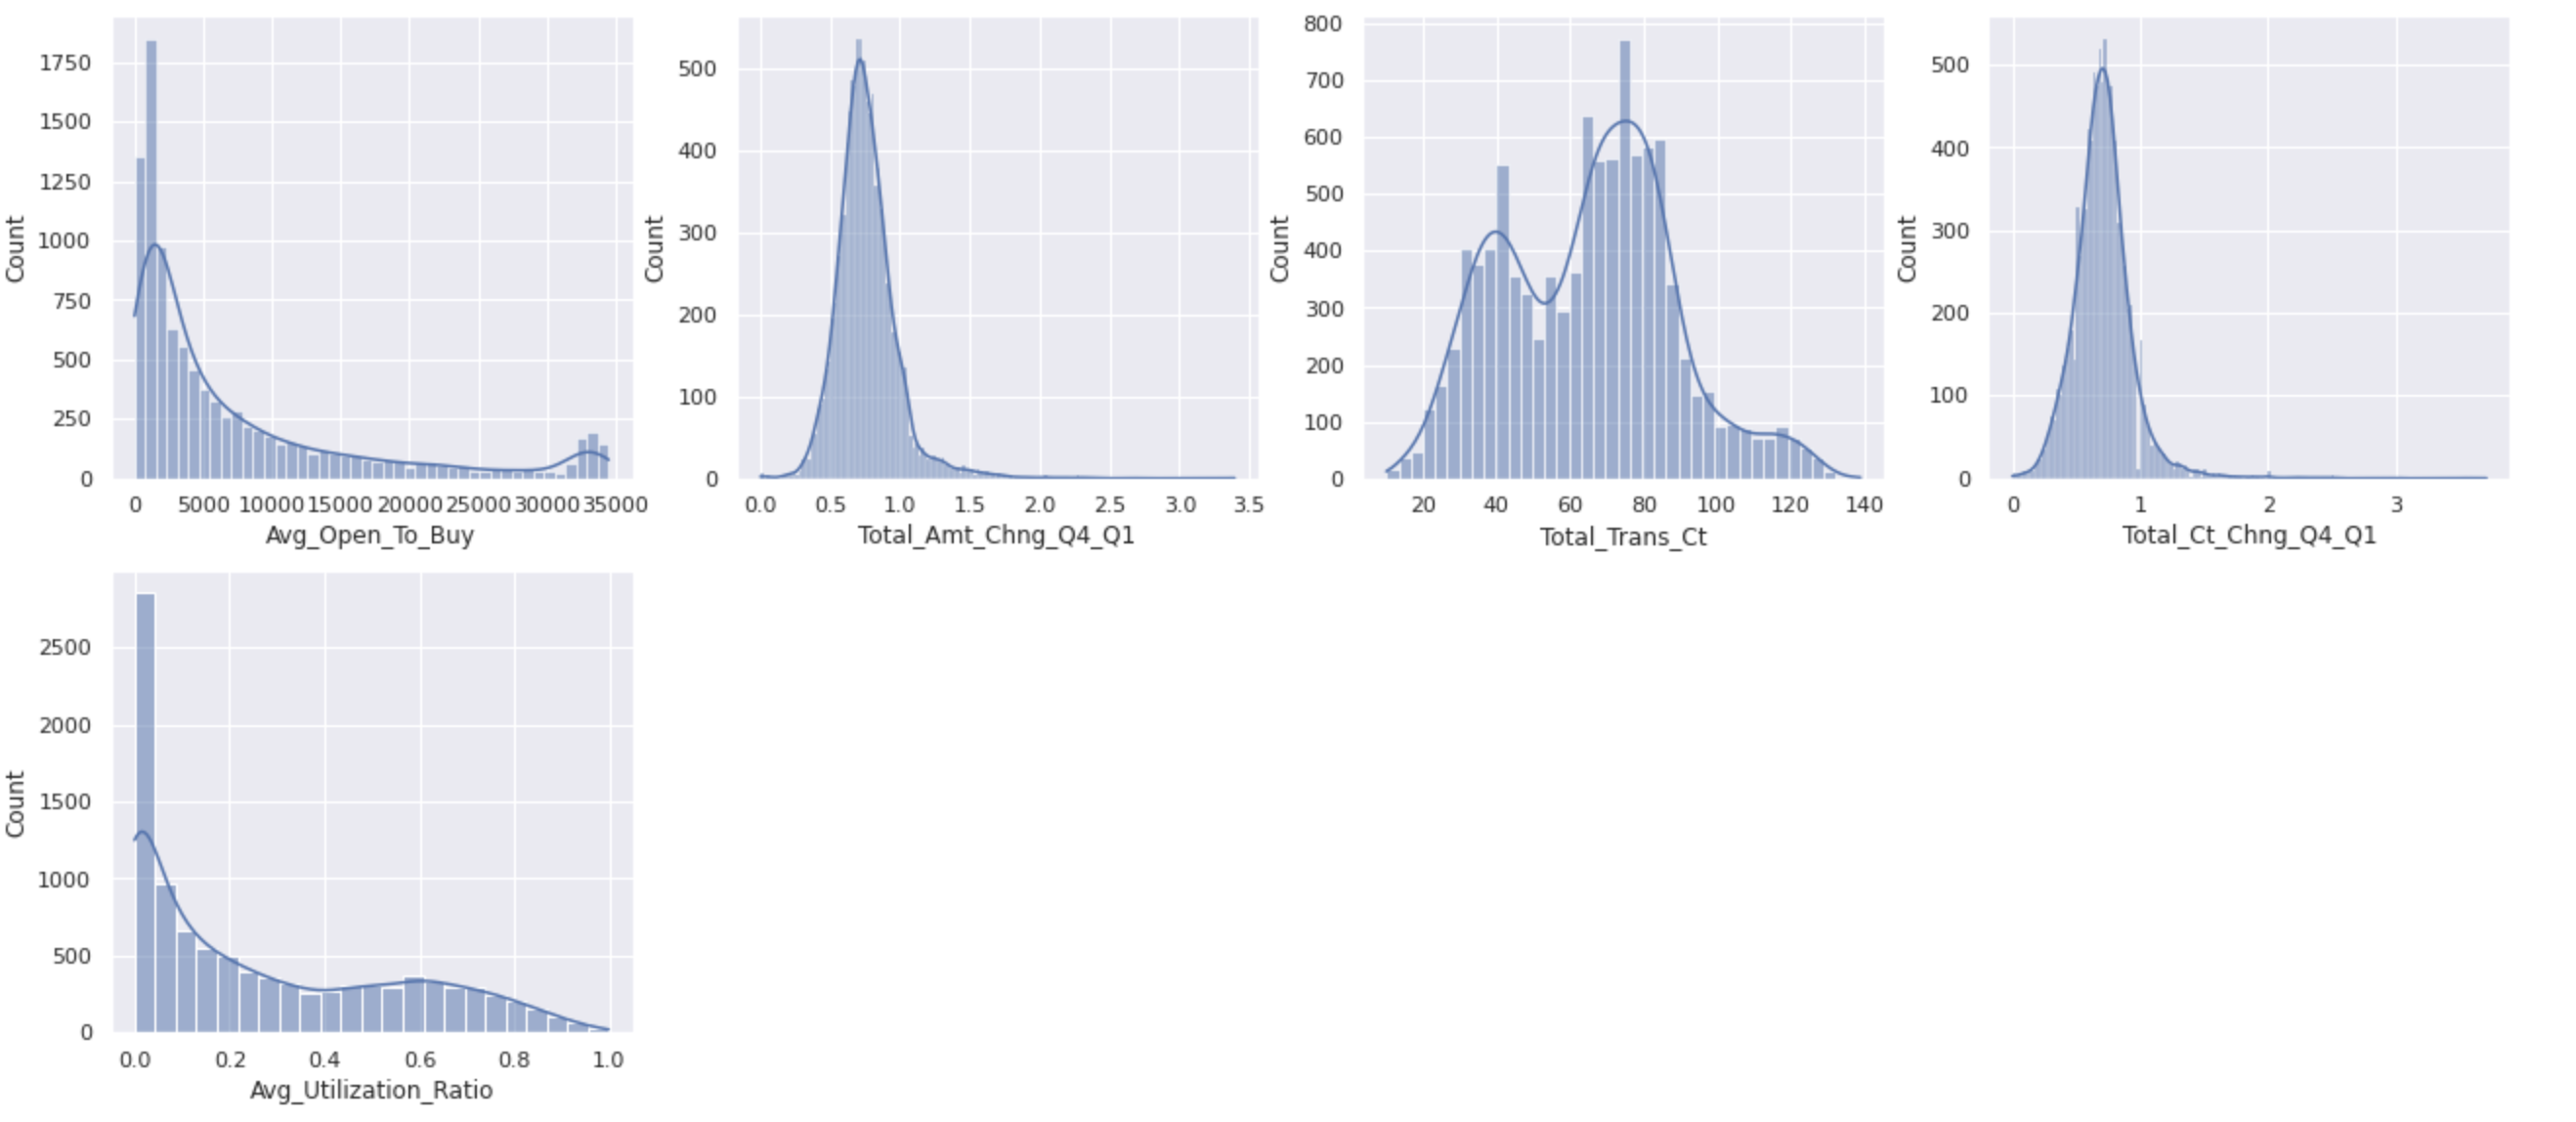 1750
1500
1250
1000
750
500
250
0
Count
0 5000 10000 15000 20000 25000 30000 35000
Avg_Open_To_Buy
500
400
300
200
100
0
Count
0.0 0.5 1.0 1.5 2.0 2.5 3.0 3.5
Total_Amt_Chng_Q4_Q1
800
700
600
500
400
300
200
100
0
Count
20 40 60 80 100 120 140
Total_Trans_Ct
500
400
300
200
100
0
Count
0 1 2 3
Total_Ct_Chng_Q4_Q1
2500
2000
1500
1000
500
0
Count
0.0 0.2 0.4 0.6 0.8 1.0
Avg_Utilization_Ratio